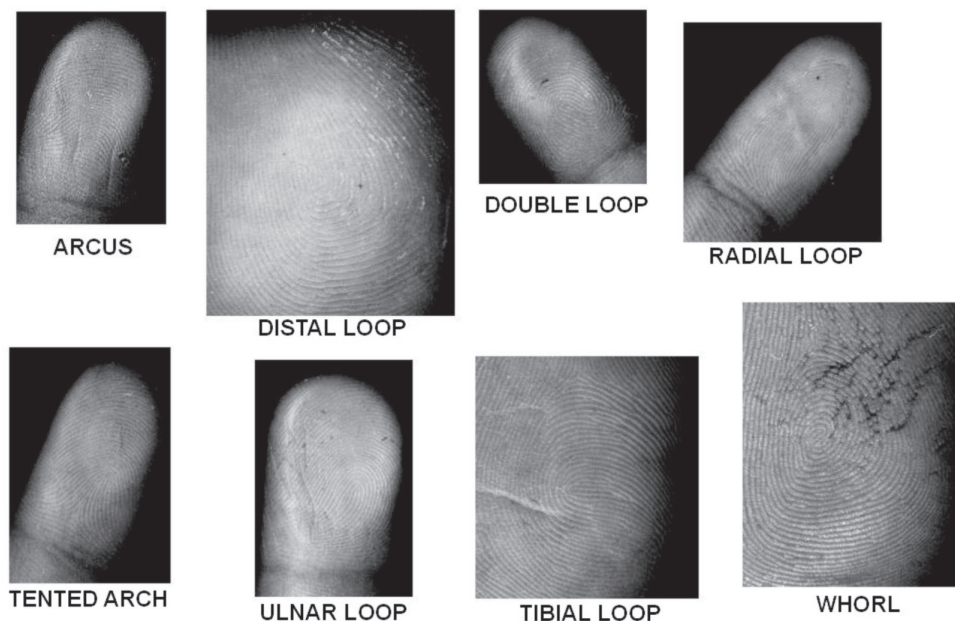 ARCUS
DISTAL LOOP
DOUBLE LOOP
RADIAL LOOP
TENTED ARCH
ULNAR LOOP
TIBIAL LOOP
WHORL